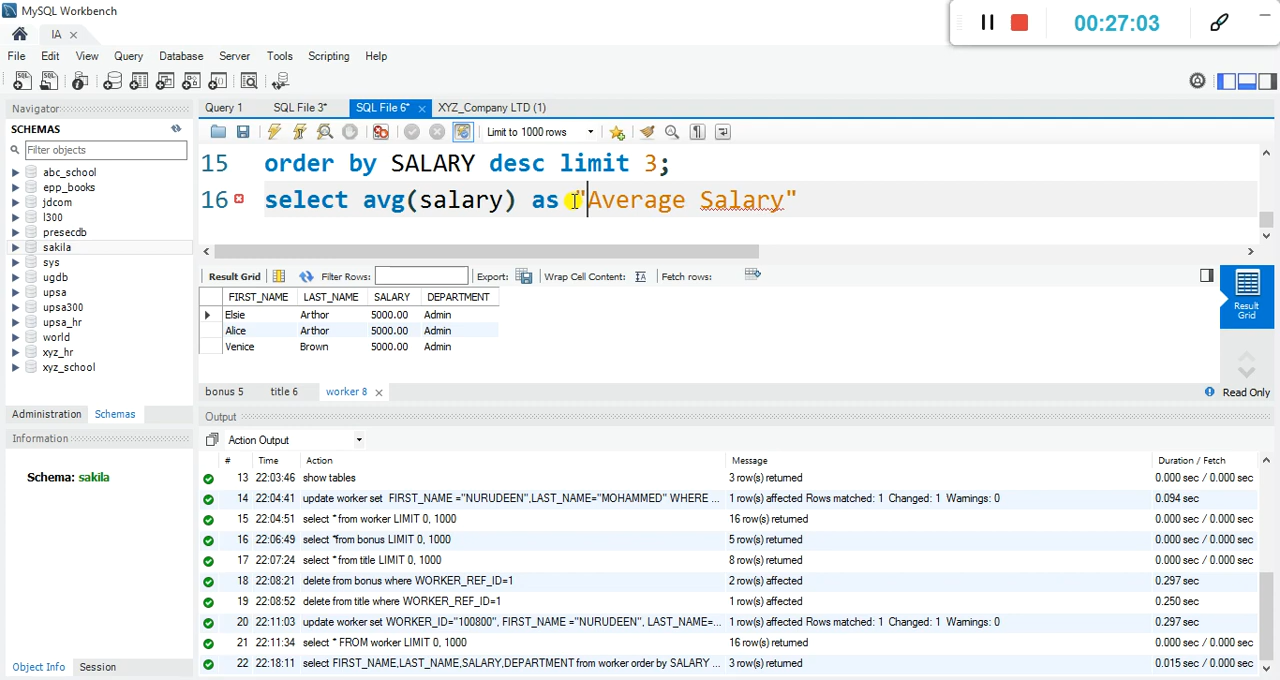 MySQL Workbench
00:27:03
IA ×
File Edit View Query Database Server Tools Scripting Help
Navigator
SCHEMAS
Filter objects
abc_school
epp_books
jdcom
l300
presecdb
sakila
sys
ugdb
upsa
upsa300
upsa_hr
world
xyz_hr
xyz_school
Administration Schemas
Information
Schema: sakila
Object Info Session
Query 1 SQL File 3* SQL File 6* × XYZ_Company LTD (1)
Limit to 1000 rows
15 order by SALARY desc limit 3;
16 select avg(salary) as "Average Salary"
Result Grid Filter Rows: Export: Wrap Cell Content: Fetch rows:
FIRST_NAME LAST_NAME SALARY DEPARTMENT
Elsie Arthor 5000.00 Admin
Alice Arthor 5000.00 Admin
Venice Brown 5000.00 Admin
Result Grid
bonus 5 title 6 worker 8 × Read Only
Output
Action Output
# Time Action Message Duration / Fetch
13 22:03:46 show tables 3 row(s) returned 0.000 sec / 0.000 sec
14 22:04:41 update worker set FIRST_NAME ="NURUDEEN",LAST_NAME="MOHAMMED" WHERE ... 1 row(s) affected Rows matched: 1 Changed: 1 Warnings: 0 0.094 sec
15 22:04:51 select * from worker LIMIT 0, 1000 16 row(s) returned 0.000 sec / 0.000 sec
16 22:06:49 select *from bonus LIMIT 0, 1000 5 row(s) returned 0.000 sec / 0.000 sec
17 22:07:24 select * from title LIMIT 0, 1000 8 row(s) returned 0.000 sec / 0.000 sec
18 22:08:21 delete from bonus where WORKER_REF_ID=1 2 row(s) affected 0.297 sec
19 22:08:52 delete from title where WORKER_REF_ID=1 1 row(s) affected 0.250 sec
20 22:11:03 update worker set WORKER_ID="100800", FIRST_NAME ="NURUDEEN", LAST_NAME=... 1 row(s) affected Rows matched: 1 Changed: 1 Warnings: 0 0.297 sec
21 22:11:34 select * FROM worker LIMIT 0, 1000 16 row(s) returned 0.000 sec / 0.000 sec
22 22:18:11 select FIRST_NAME,LAST_NAME,SALARY,DEPARTMENT from worker order by SALARY ... 3 row(s) returned 0.015 sec / 0.000 sec